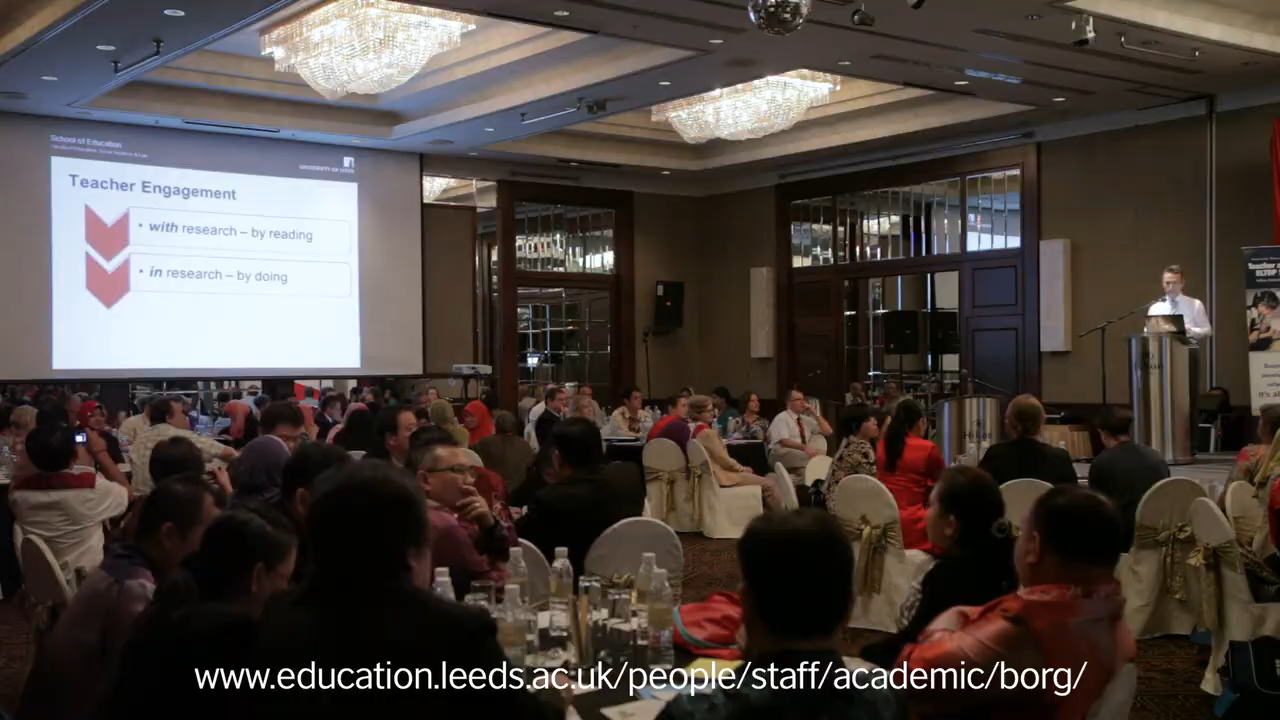 School of Education
UNIVERSITY OF LEEDS
Teacher Engagement
• with research – by reading
• in research – by doing
www.education.leeds.ac.uk/people/staff/academic/borg/